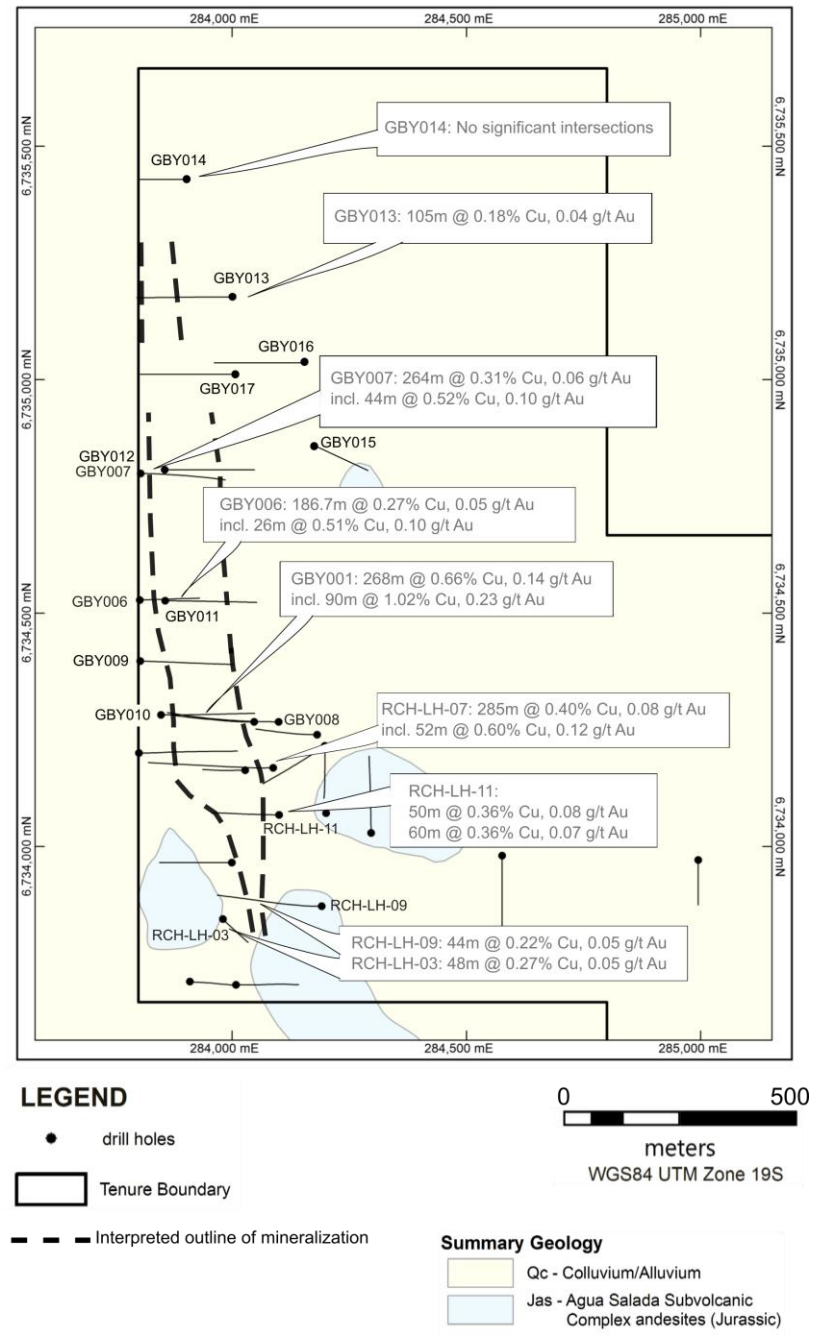 284,000 mE
284,500 mE
285,000 mE
6,735,500 mN
6,735,500 mN
GBY014: No significant intersections
GBY014
GBY013: 105m @ 0.18% Cu, 0.04 g/t Au
GBY013
GBY016
6,735,000 mN
6,735,000 mN
GBY017
GBY007: 264m @ 0.31% Cu, 0.06 g/t Au
incl. 44m @ 0.52% Cu, 0.10 g/t Au
GBY015
GBY012
GBY007
GBY006: 186.7m @ 0.27% Cu, 0.05 g/t Au
incl. 26m @ 0.51% Cu, 0.10 g/t Au
GBY001: 268m @ 0.66% Cu, 0.14 g/t Au
incl. 90m @ 1.02% Cu, 0.23 g/t Au
GBY006
GBY011
6,734,500 mN
6,734,500 mN
GBY009
GBY010
GBY008
RCH-LH-07: 285m @ 0.40% Cu, 0.08 g/t Au
incl. 52m @ 0.60% Cu, 0.12 g/t Au
RCH-LH-11:
50m @ 0.36% Cu, 0.08 g/t Au
60m @ 0.36% Cu, 0.07 g/t Au
RCH-LH-11
6,734,000 mN
6,734,000 mN
RCH-LH-09
RCH-LH-03
RCH-LH-09: 44m @ 0.22% Cu, 0.05 g/t Au
RCH-LH-03: 48m @ 0.27% Cu, 0.05 g/t Au
284,000 mE
284,500 mE
285,000 mE
LEGEND
drill holes
Tenure Boundary
Interpreted outline of mineralization
0 500
meters
WGS84 UTM Zone 19S
Summary Geology
Qc - Colluvium/Alluvium
Jas - Agua Salada Subvolcanic
Complex andesites (Jurassic)